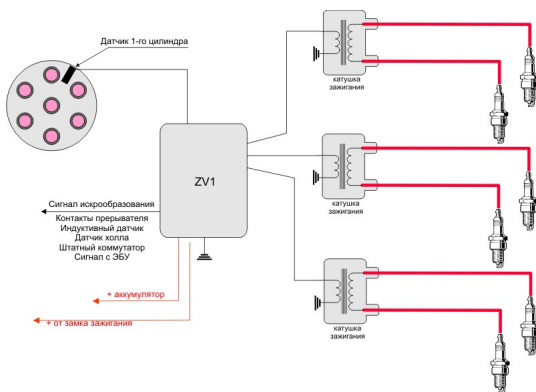 Датчик 1-го цилиндра
катушка
зажигания
ZV1
Сигнал искрообразования
Контакты прерывателя
Индуктивный датчик
Датчик холла
Штатный коммутатор
Сигнал с ЭБУ
катушка
зажигания
+ аккумулятор
+ от замка зажигания
катушка
зажигания